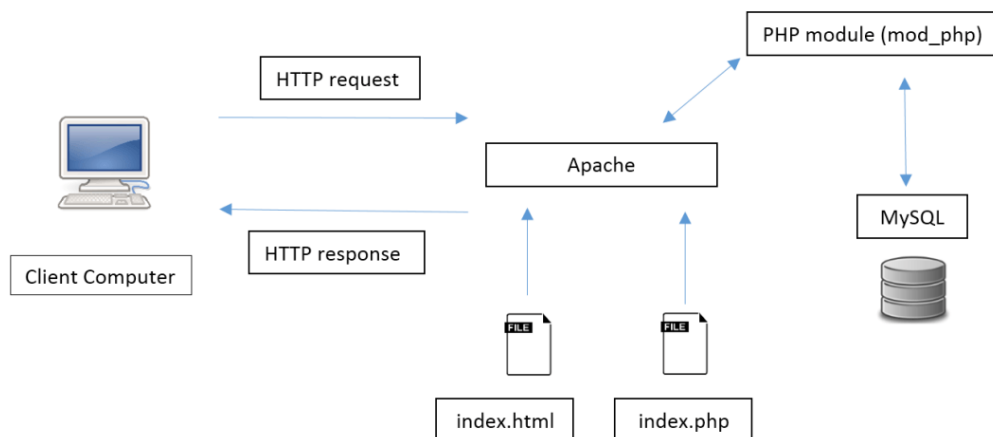 PHP module (mod_php)
HTTP request
Apache
MySQL
HTTP response
Client Computer
FILE
FILE
index.html
index.php